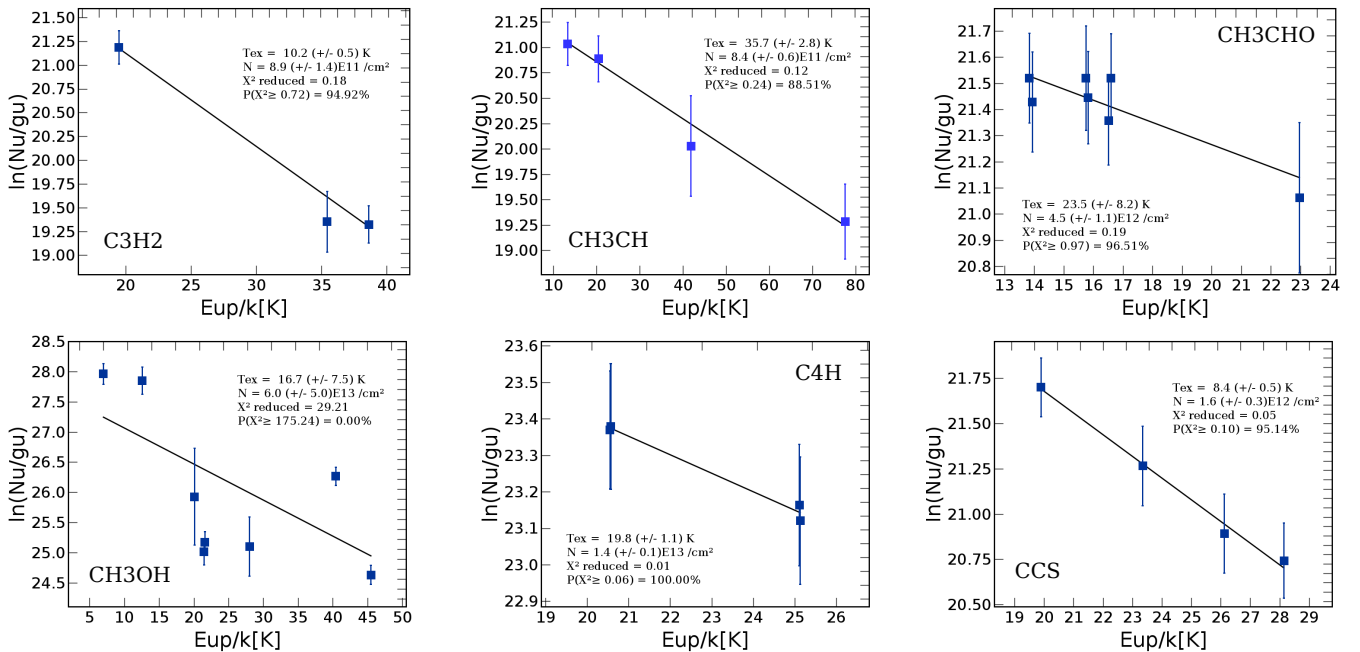 21.50
21.25
21.00
20.75
20.50
20.25
20.00
19.75
19.50
19.25
19.00
ln(Nu/gu)
Tex = 10.2 (+/- 0.5) K
N = 8.9 (+/- 1.4)E11 /cm²
X² reduced = 0.18
P(X²≥ 0.72) = 94.92%
C3H2
20 25 30 35 40
Eup/k[K]
21.25
21.00
20.75
20.50
20.25
20.00
19.75
19.50
19.25
19.00
ln(Nu/gu)
Tex = 35.7 (+/- 2.8) K
N = 8.4 (+/- 0.6)E11 /cm²
X² reduced = 0.12
P(X²≥ 0.24) = 88.51%
CH3CH
10 20 30 40 50 60 70 80
Eup/k[K]
21.7
21.6
21.5
21.4
21.3
21.2
21.1
21.0
20.9
20.8
ln(Nu/gu)
CH3CHO
Tex = 23.5 (+/- 8.2) K
N = 4.5 (+/- 1.1)E12 /cm²
X² reduced = 0.19
P(X²≥ 0.97) = 96.51%
13 14 15 16 17 18 19 20 21 22 23 24
Eup/k[K]
28.5
28.0
27.5
27.0
26.5
26.0
25.5
25.0
24.5
ln(Nu/gu)
Tex = 16.7 (+/- 7.5) K
N = 6.0 (+/- 5.0)E13 /cm²
X² reduced = 29.21
P(X²≥ 175.24) = 0.00%
CH3OH
5 10 15 20 25 30 35 40 45 50
Eup/k[K]
23.6
23.5
23.4
23.3
23.2
23.1
23.0
22.9
ln(Nu/gu)
C4H
Tex = 19.8 (+/- 1.1) K
N = 1.4 (+/- 0.1)E13 /cm²
X² reduced = 0.01
P(X²≥ 0.06) = 100.00%
19 20 21 22 23 24 25 26
Eup/k[K]
21.75
21.50
21.25
21.00
20.75
20.50
ln(Nu/gu)
Tex = 8.4 (+/- 0.5) K
N = 1.6 (+/- 0.3)E12 /cm²
X² reduced = 0.05
P(X²≥ 0.10) = 95.14%
CCS
19 20 21 22 23 24 25 26 27 28 29
Eup/k[K]